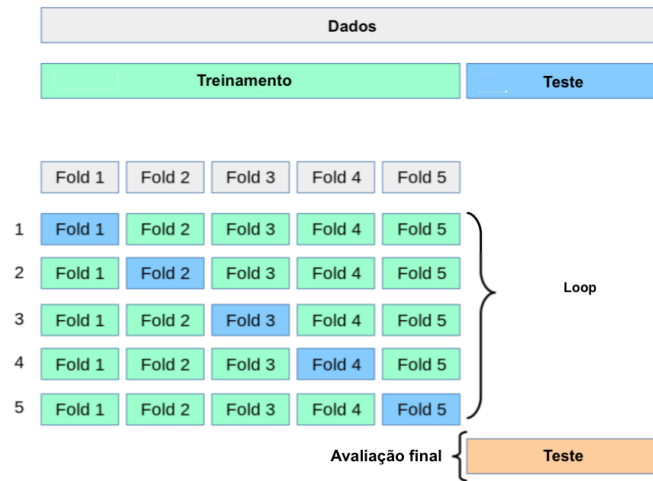 Dados
Treinamento Teste
Fold 1 Fold 2 Fold 3 Fold 4 Fold 5
1 Fold 1 Fold 2 Fold 3 Fold 4 Fold 5
2 Fold 1 Fold 2 Fold 3 Fold 4 Fold 5
Loop
3 Fold 1 Fold 2 Fold 3 Fold 4 Fold 5
4 Fold 1 Fold 2 Fold 3 Fold 4 Fold 5
5 Fold 1 Fold 2 Fold 3 Fold 4 Fold 5
Avaliação final Teste